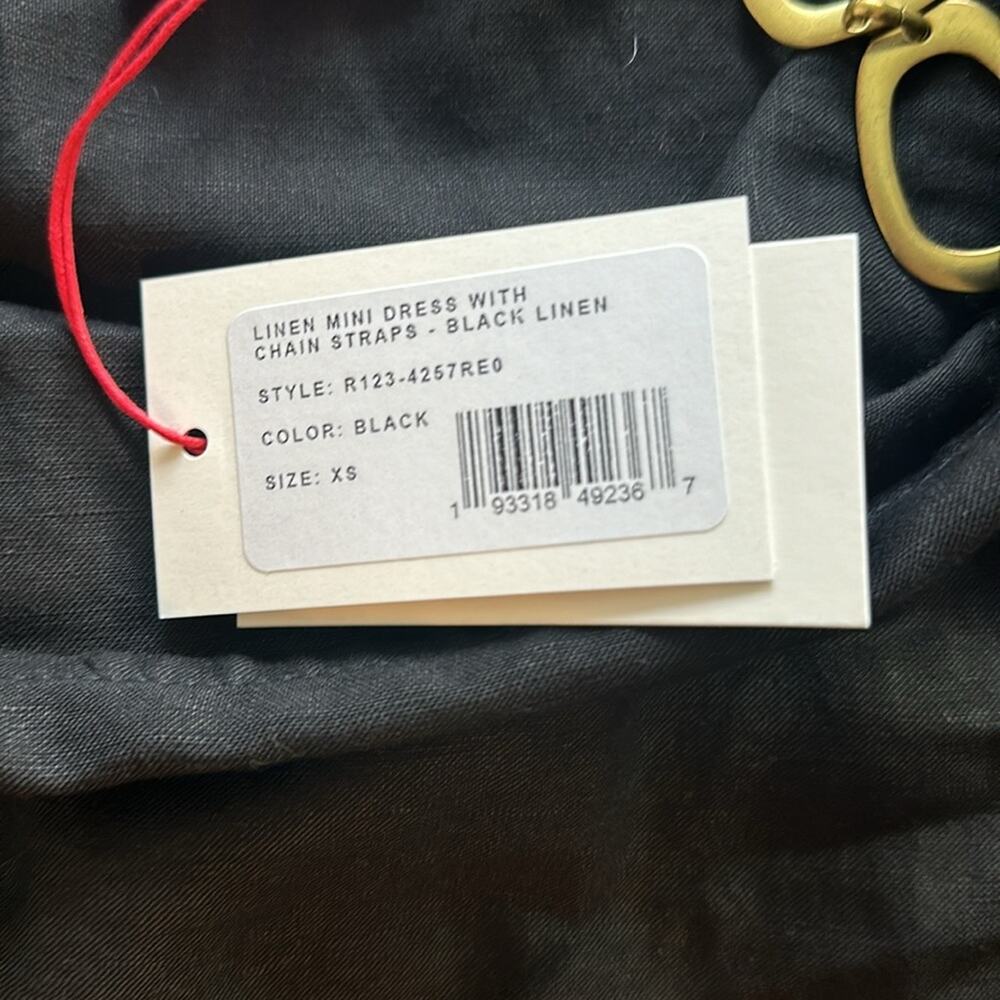 LINEN MINI DRESS WITH
CHAIN STRAPS - BLACK LINEN
STYLE: R123-4257RE0
COLOR: BLACK
SIZE: XS
1 93318 49236 7